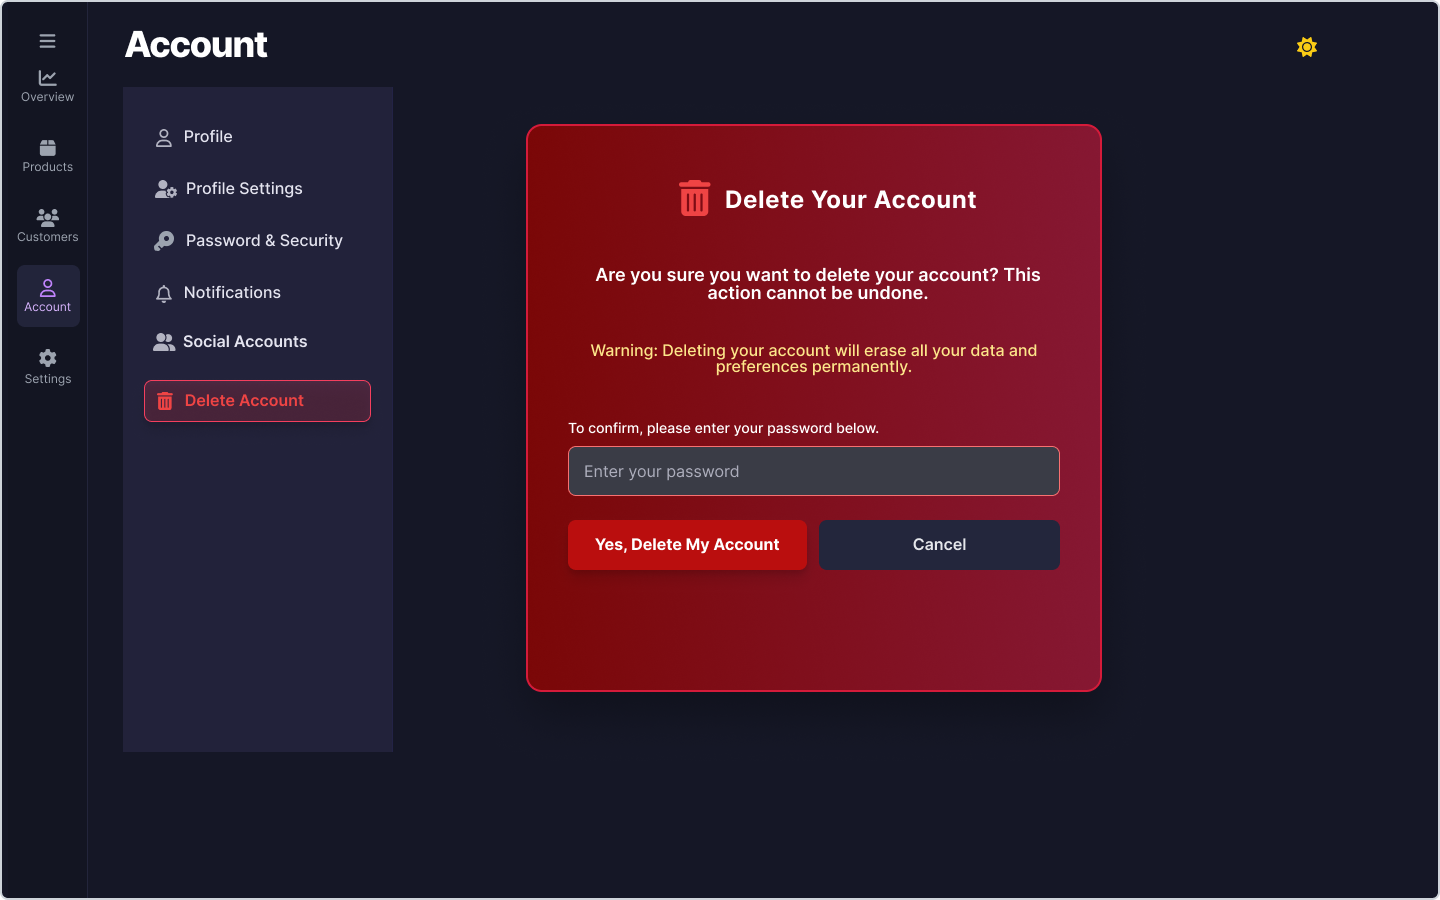 Account
Overview
Products
Customers
Account
Settings
Profile
Profile Settings
Password & Security
Notifications
Social Accounts
Delete Account
Delete Your Account
Are you sure you want to delete your account? This
action cannot be undone.
Warning: Deleting your account will erase all your data and
preferences permanently.
To confirm, please enter your password below.
Enter your password
Yes, Delete My Account
Cancel